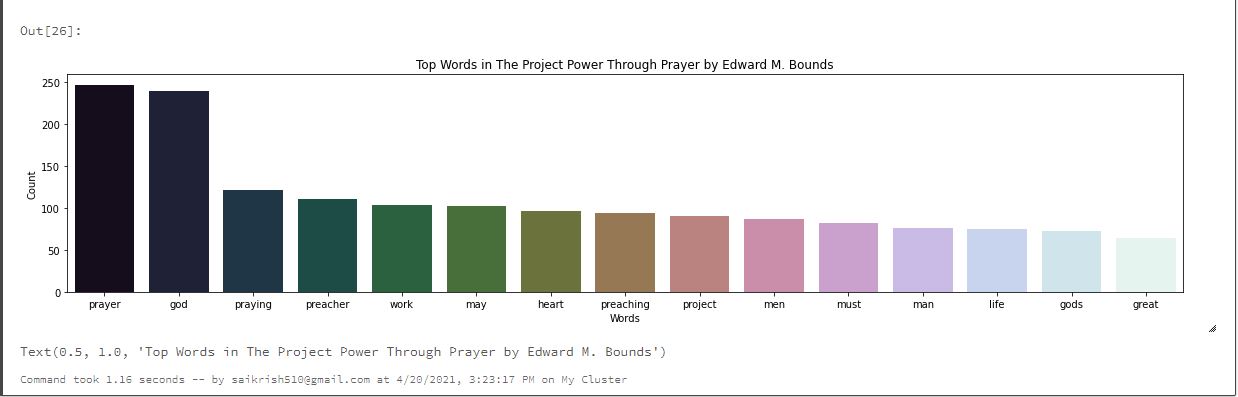 Out[26]:
Top Words in The Project Power Through Prayer by Edward M. Bounds
250
200
150
100
50
0
Count
prayer god praying preacher work may heart preaching project men must man life gods great
Words
Text(0.5, 1.0, 'Top Words in The Project Power Through Prayer by Edward M. Bounds')
Command took 1.16 seconds -- by saikrish510@gmail.com at 4/20/2021, 3:23:17 PM on My Cluster